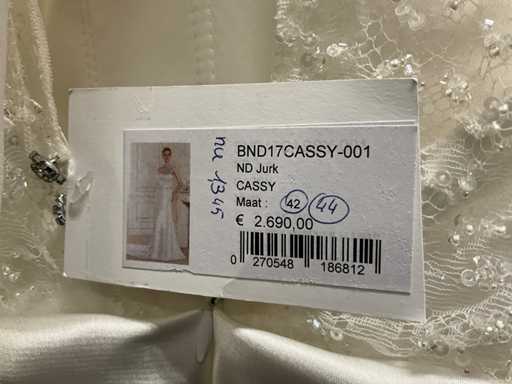 nu 1345
BND17CASSY-001
ND Jurk
CASSY
Maat : 42 44
€ 2.690,00
0 270548 186812